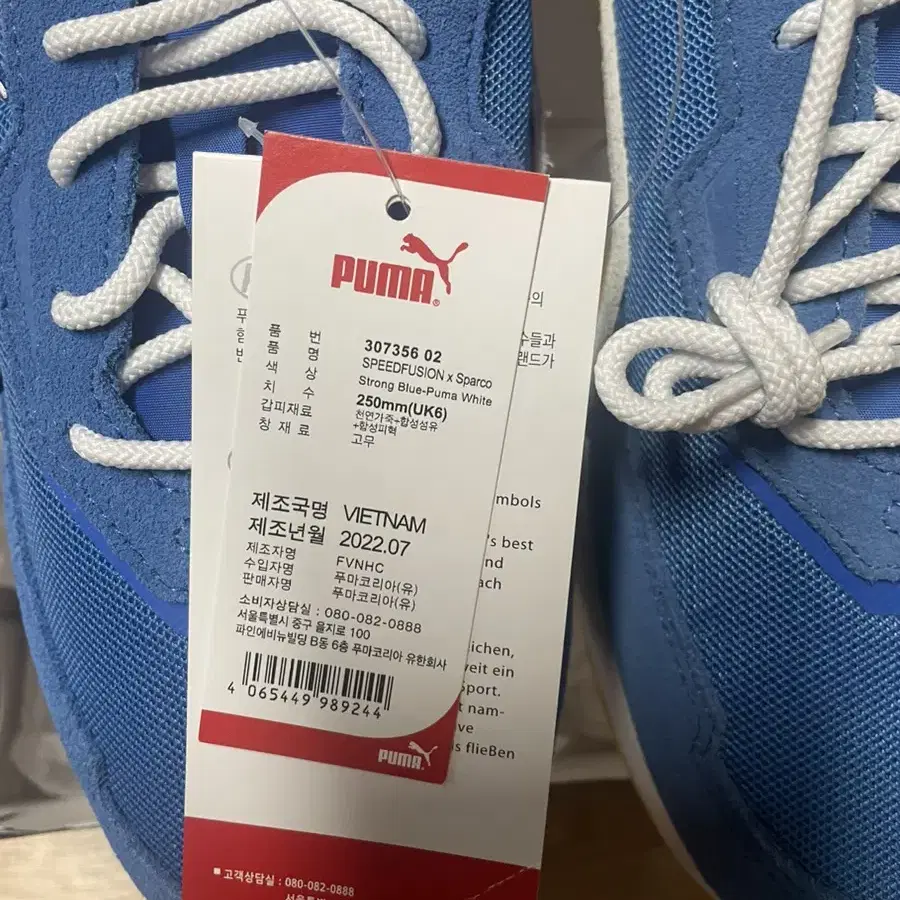 PUMA
품 번 307356 02
품 명 SPEEDFUSION x Sparco
색 상 Strong Blue-Puma White
치 수 250mm(UK6)
갑피재료 천연가죽+합성섬유
+합성피혁
창 재료 고무
제조국명 VIETNAM
제조년월 2022.07
제조자명 FVNHC
수입자명 푸마코리아(유)
판매자명 푸마코리아(유)
소비자상담실 : 080-082-0888
서울특별시 중구 을지로 100
파인에비뉴빌딩 B동 6층 푸마코리아 유한회사
4 065449 989244
PUMA
의
수들과
랜드가
mbols
's best
nd
ach
ichen,
veit ein
Sport.
t nam-
ve
s flieBen
■ 고객상담실 : 080-082-0888